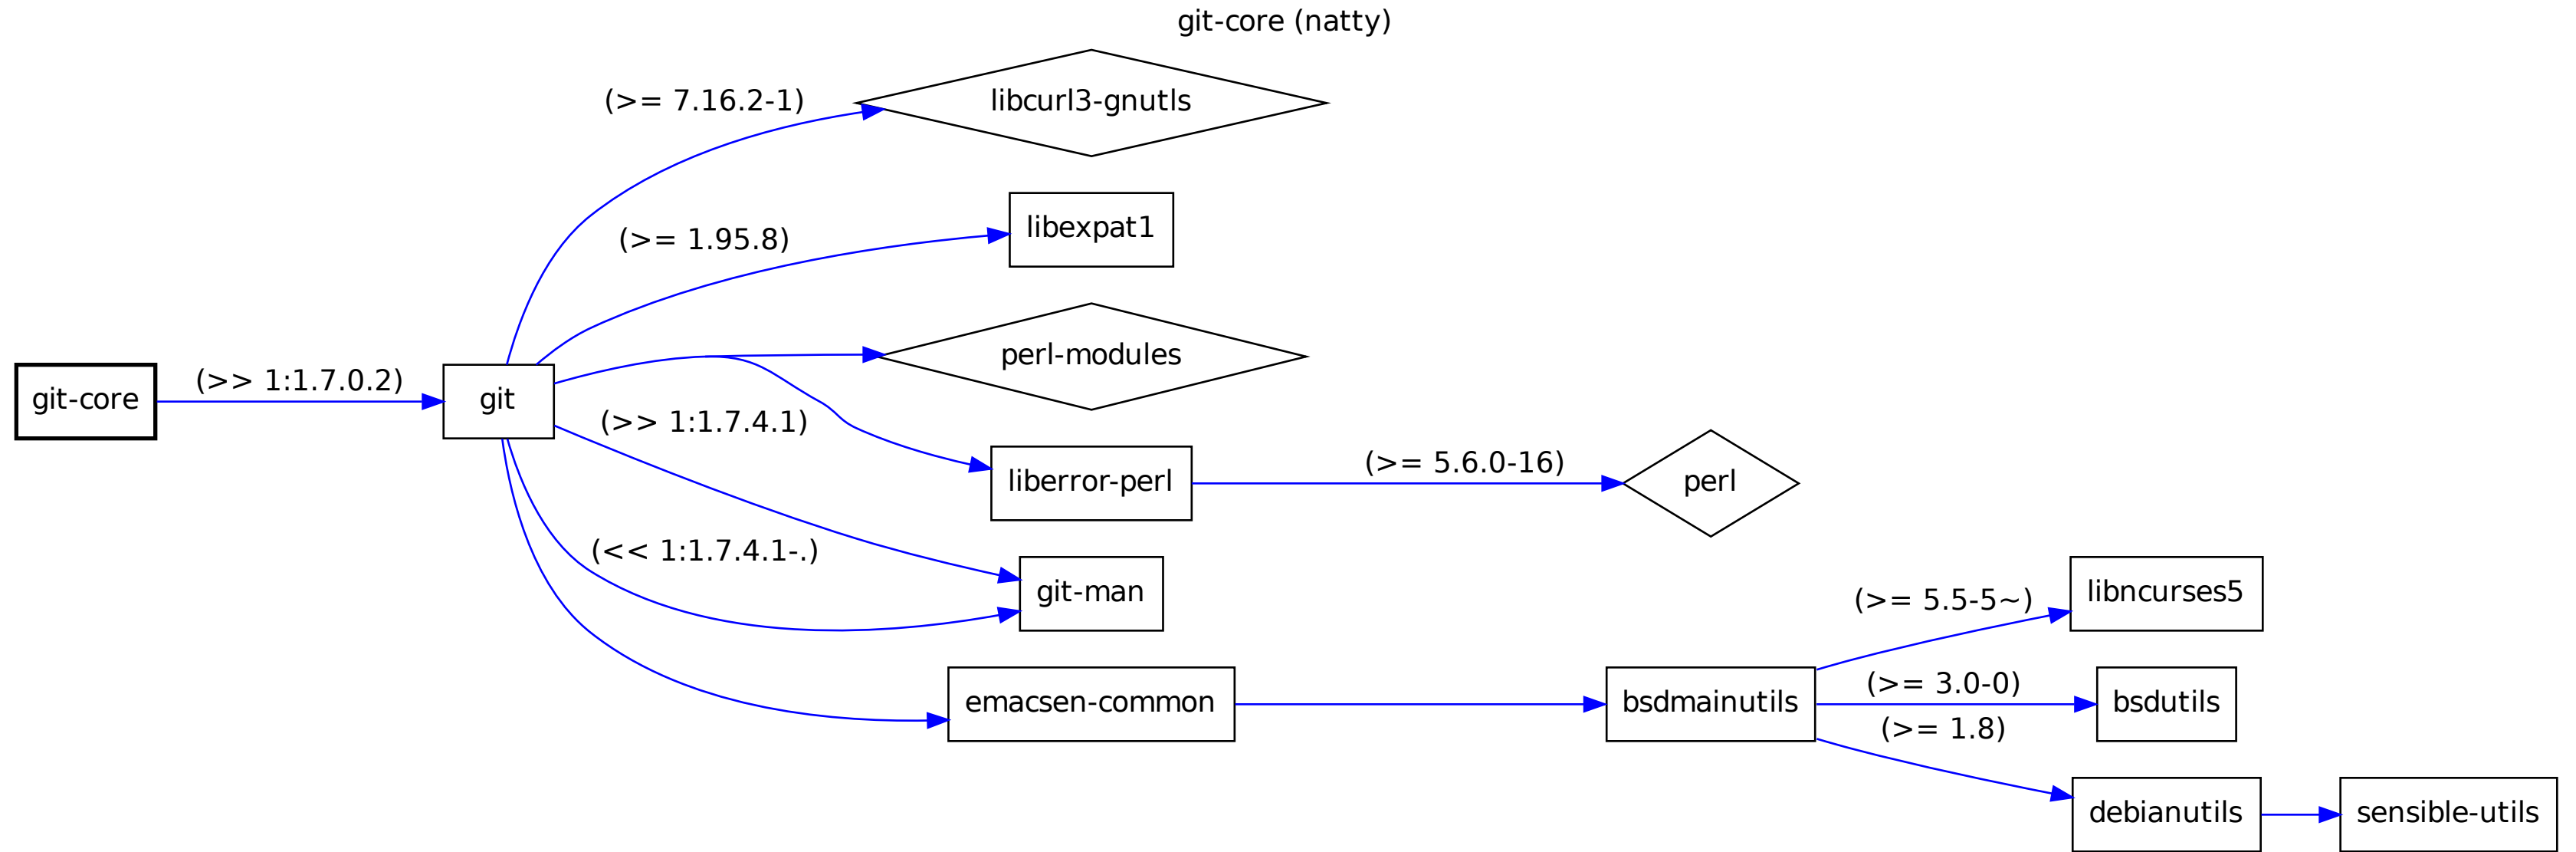 git-core (natty)
(>= 7.16.2-1)
libcurl3-gnutls
(>= 1.95.8)
libexpat1
perl-modules
git-core
(>> 1:1.7.0.2)
git
(>> 1:1.7.4.1)
liberror-perl
(>= 5.6.0-16)
perl
(<< 1:1.7.4.1-.)
git-man
(>= 5.5-5~)
libncurses5
emacsen-common
bsdmainutils
(>= 3.0-0)
bsdutils
(>= 1.8)
debianutils
sensible-utils